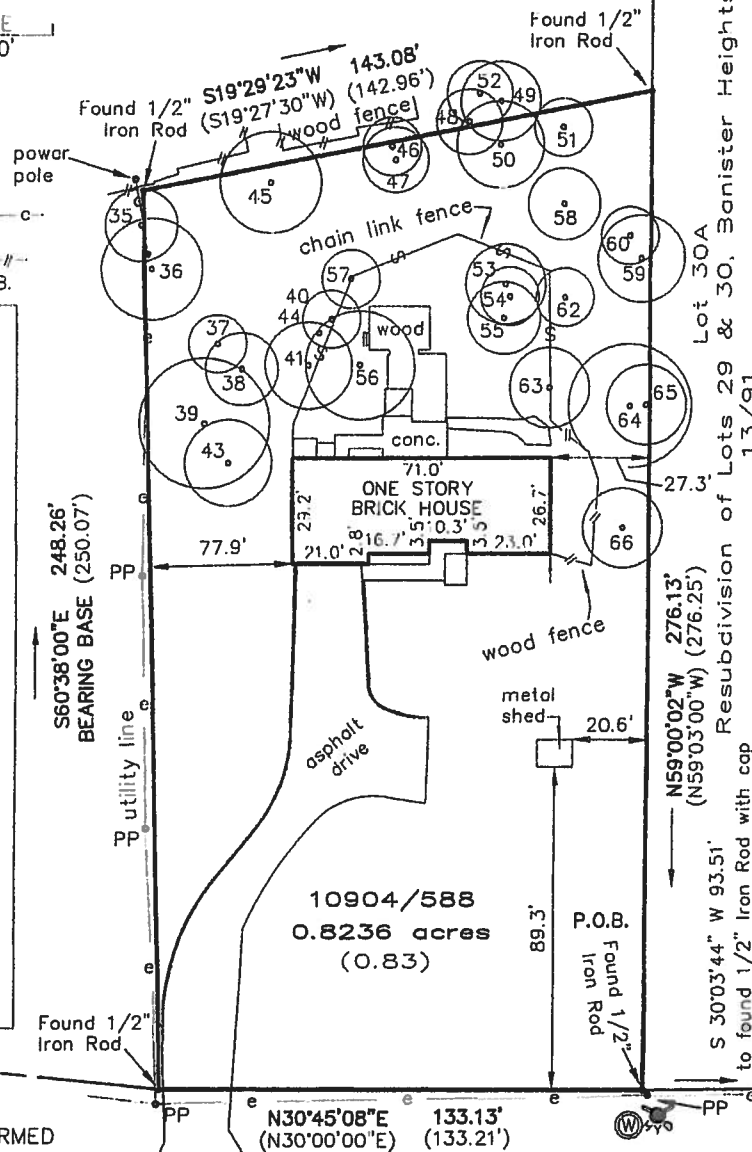 E
0'
Found 1/2"
Iron Rod
S19°29'23"W 143.08'
(S19°27'30"W) (142.96')
Found 1/2"
Iron Rod
wood fence
power
pole
52
49
48
51
50
46
47
45
35
36
c
B.
58
60
59
chain link fence
57
53
54
55
62
40
44
37
38
41
56
wood
63
65
64
39
43
conc.
71.0'
ONE STORY
BRICK HOUSE
29.2'
26.7'
27.3'
21.0'
2.8'
16.7'
3.5'
10.3'
3.5'
23.0'
77.9'
66
e
e
PP
wood fence
S60°38'00"E 248.26'
BEARING BASE (250.07')
e
utility line
PP
e
metal
shed
20.6'
asphalt
drive
N59°00'02"W 276.13'
(N59°03'00"W) (276.25')
Lot 30A
Resubdivision of Lots 29 & 30, Banister Heights
13/91
10904/588
0.8236 acres
(0.83)
89.3'
P.O.B.
Found 1/2"
Iron Rod
S 30°03'44" W 93.51'
to found 1/2" Iron Rod with cap
Found 1/2"
Iron Rod
PP
e
e
e
N30°45'08"E 133.13'
(N30°00'00"E) (133.21')
W
PP
RMED